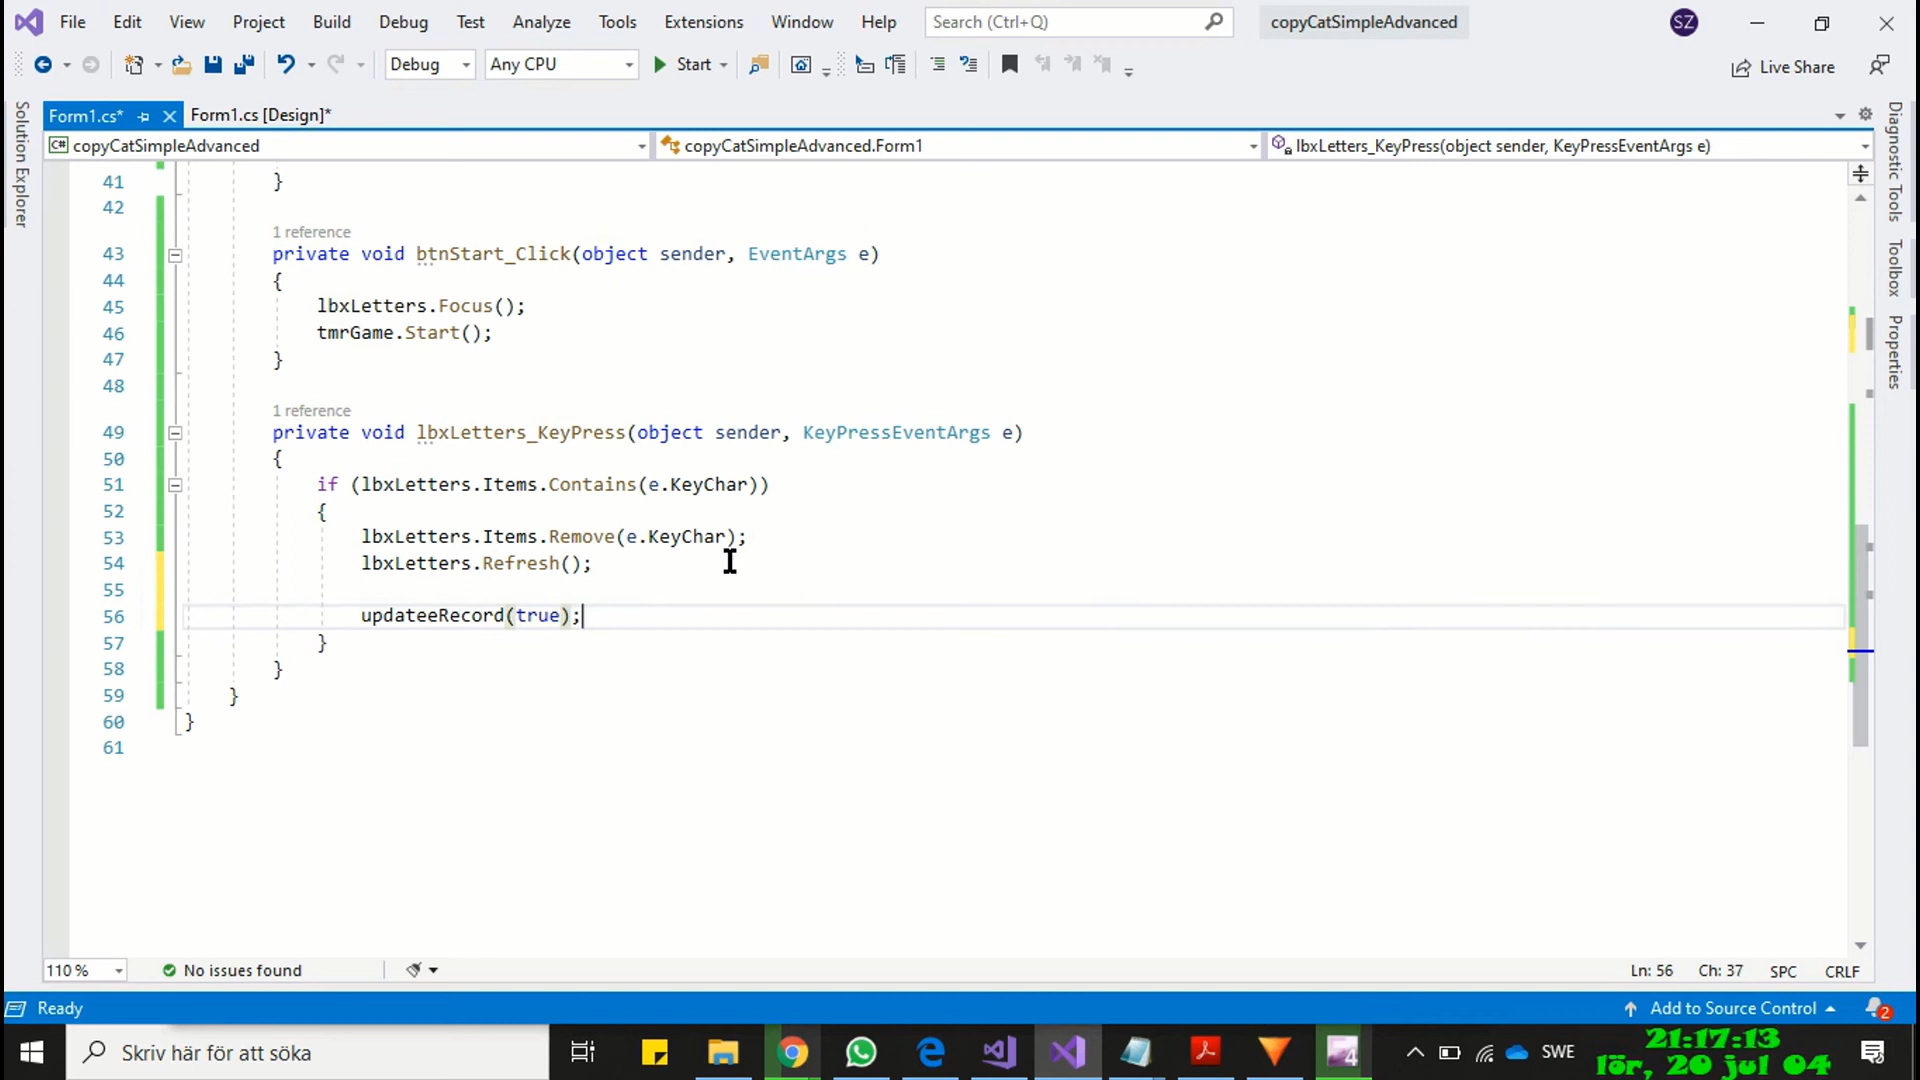 File Edit View Project Build Debug Test Analyze Tools Extensions Window Help Search (Ctrl+Q) copyCatSimpleAdvanced SZ
Debug Any CPU Start Live Share
Form1.cs* Form1.cs [Design]*
C# copyCatSimpleAdvanced copyCatSimpleAdvanced.Form1 lbxLetters_KeyPress(object sender, KeyPressEventArgs e)
Solution Explorer
Diagnostic Tools
Toolbox
Properties
41 }
42
1 reference
43 private void btnStart_Click(object sender, EventArgs e)
44 {
45 lbxLetters.Focus();
46 tmrGame.Start();
47 }
48
1 reference
49 private void lbxLetters_KeyPress(object sender, KeyPressEventArgs e)
50 {
51 if (lbxLetters.Items.Contains(e.KeyChar))
52 {
53 lbxLetters.Items.Remove(e.KeyChar);
54 lbxLetters.Refresh();
55
56 updateeRecord(true);
57 }
58 }
59 }
60 }
61
110 % No issues found Ln: 56 Ch: 37 SPC CRLF
Ready Add to Source Control 2
Skriv här för att söka 4 SWE 21:17:13
lör, 20 jul 04